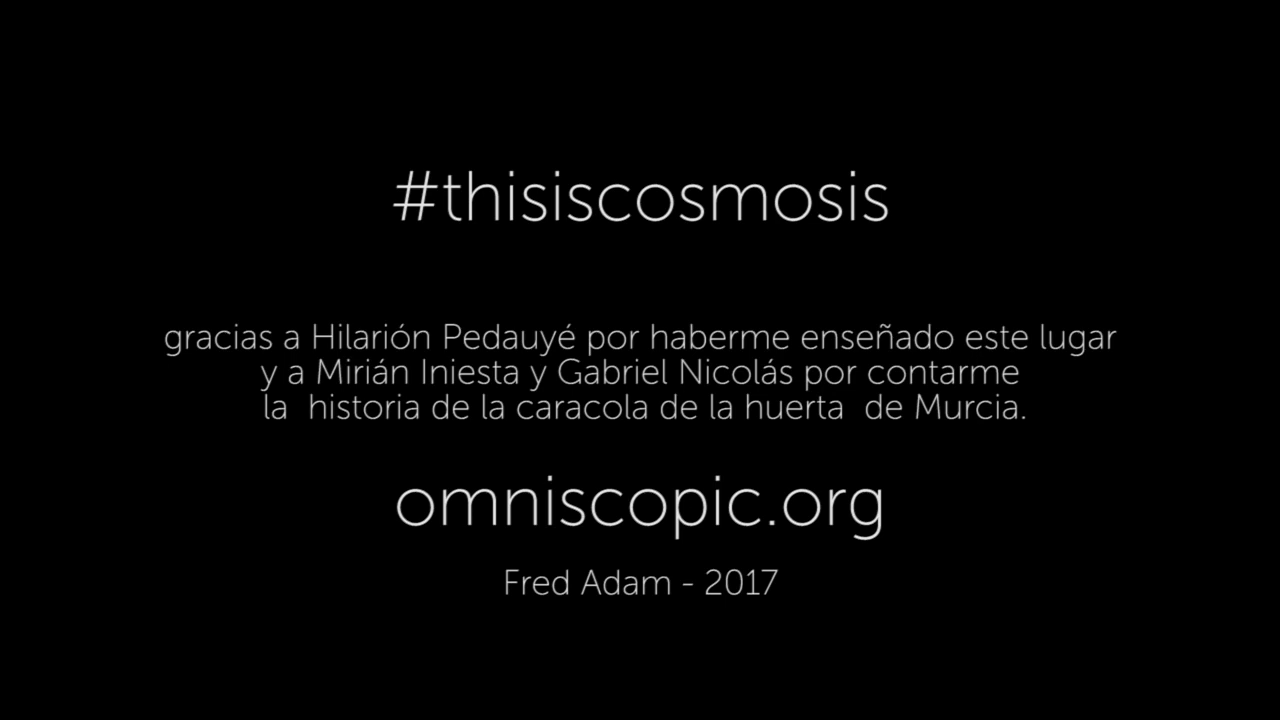 #thisiscosmosis
gracias a Hilarión Pedauyé por haberme enseñado este lugar
y a Mirián Iniesta y Gabriel Nicolás por contarme
la  historia de la caracola de la huerta  de Murcia.
omniscopic.org
Fred Adam - 2017